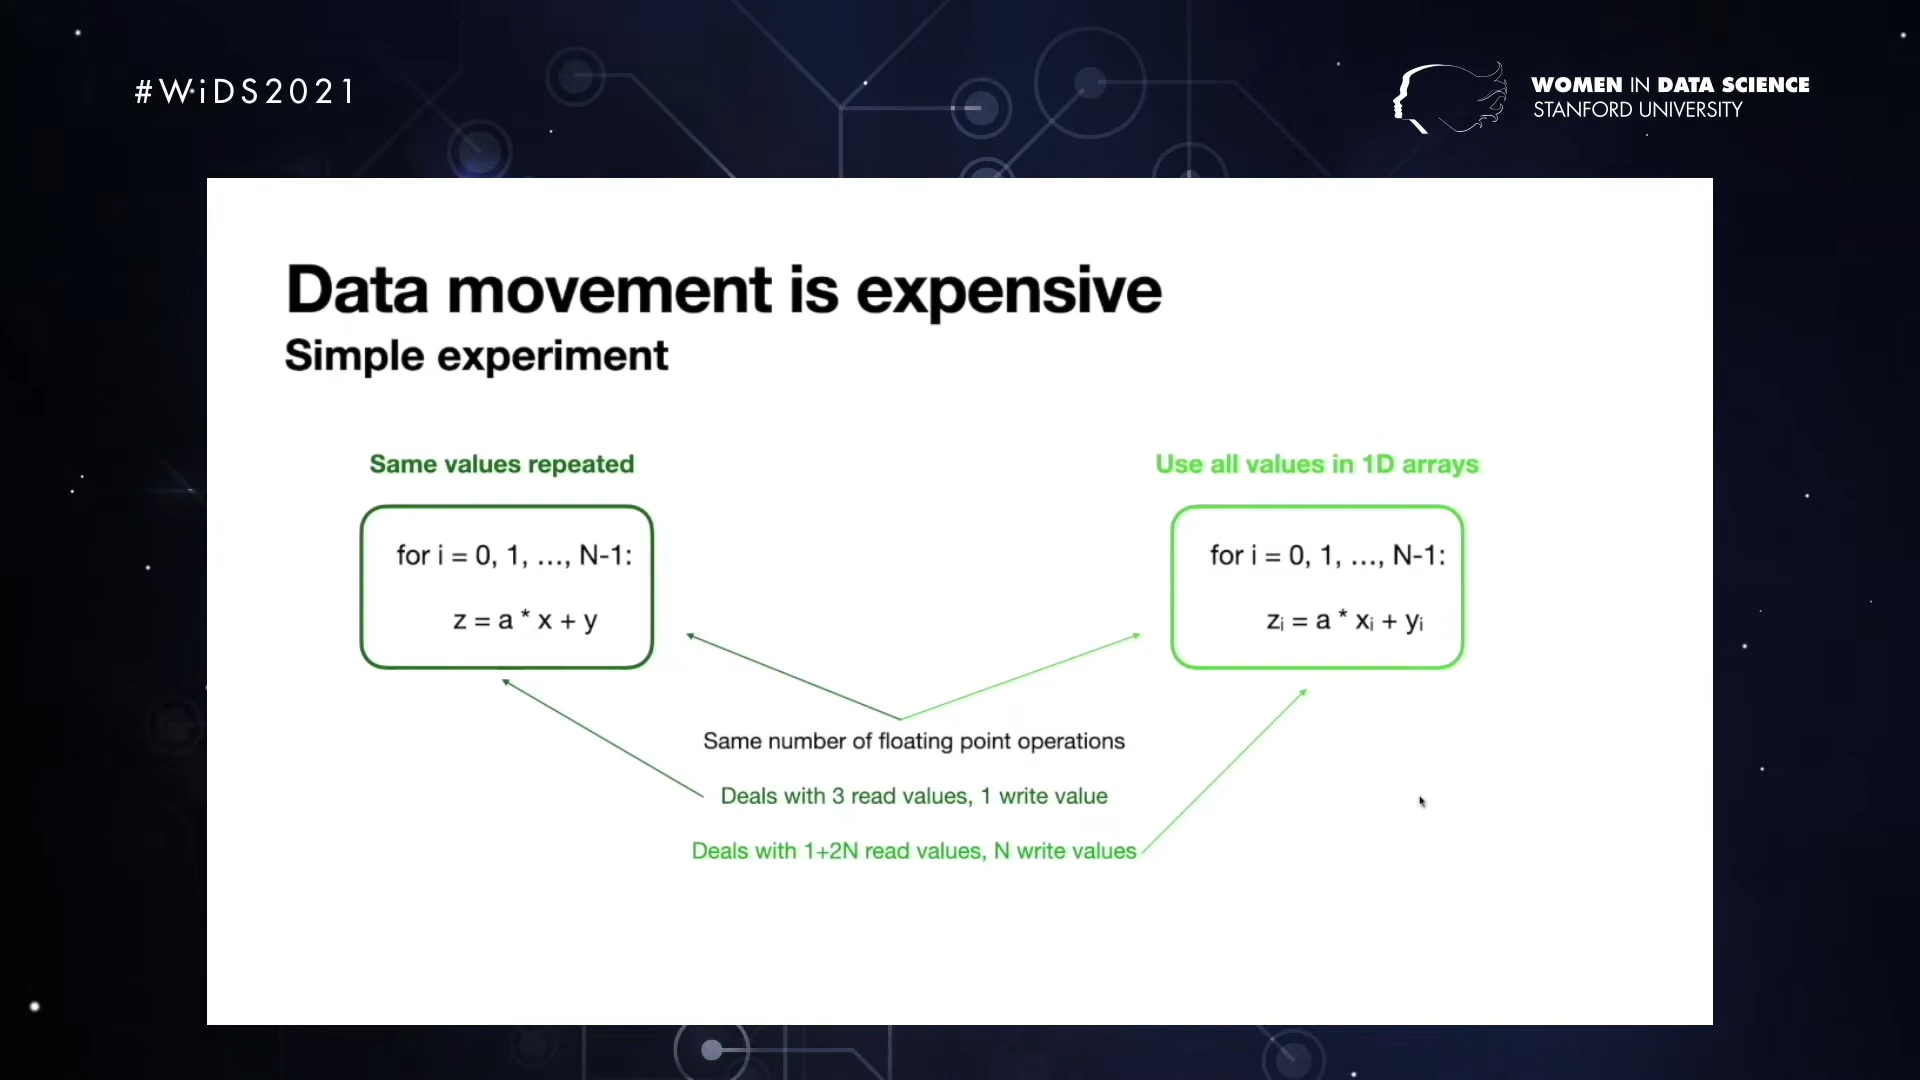 #WiDS2021
WOMEN IN DATA SCIENCE
STANFORD UNIVERSITY
Data movement is expensive
Simple experiment
Same values repeated
for i = 0, 1, ..., N-1:
z = a * x + y
Use all values in 1D arrays
for i = 0, 1, ..., N-1:
zᵢ = a * xᵢ + yᵢ
Same number of floating point operations
Deals with 3 read values, 1 write value
Deals with 1+2N read values, N write values